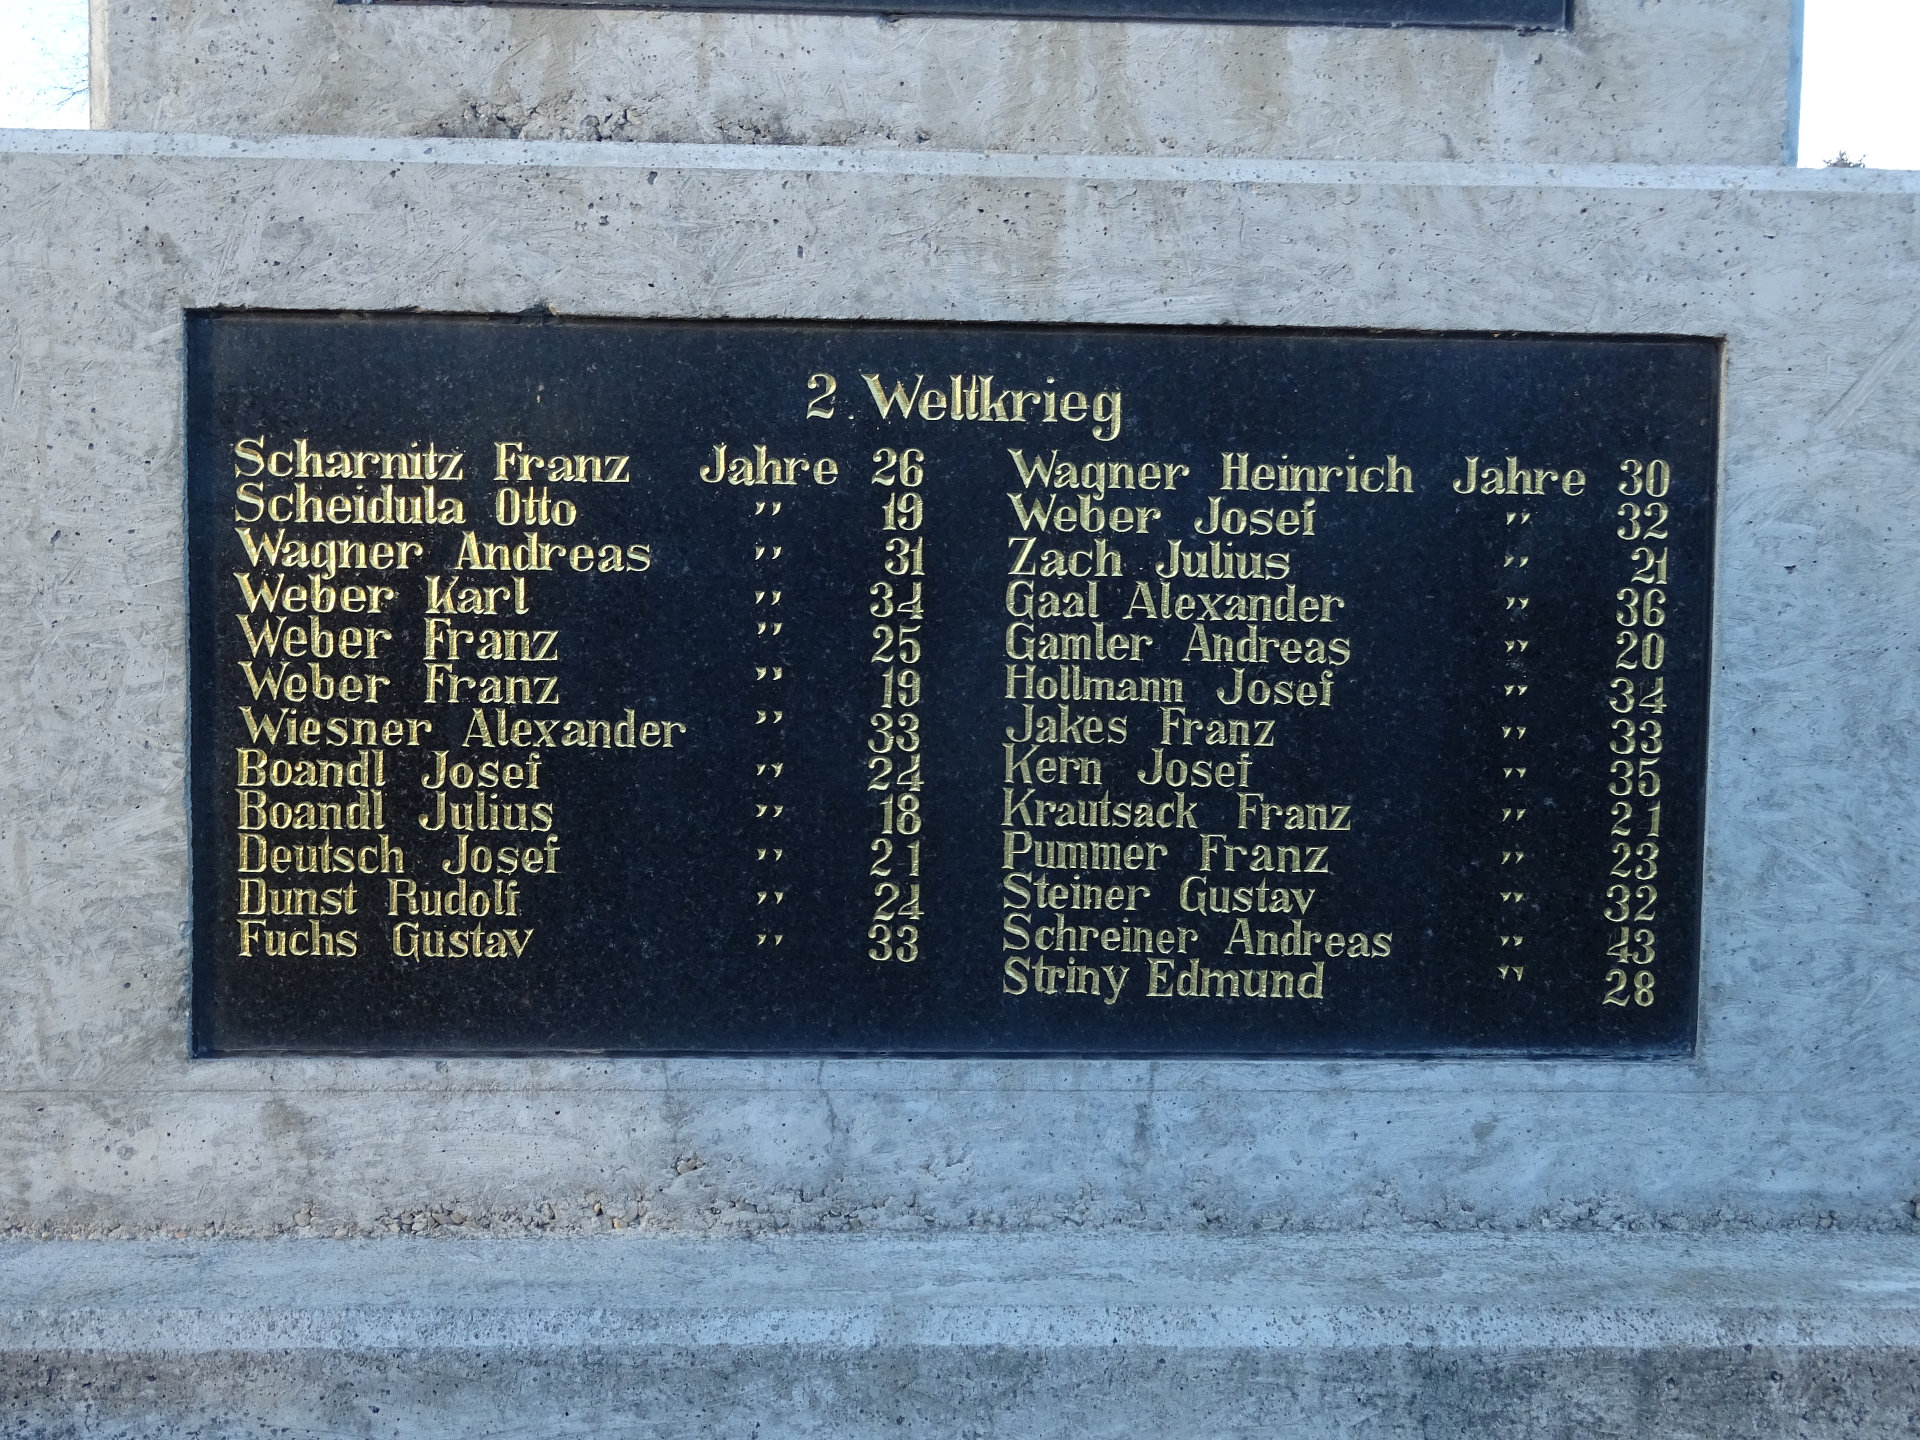 2. Weltkrieg
Scharnitz Franz Jahre 26
Scheidula Otto " 19
Wagner Andreas " 31
Weber Karl " 34
Weber Franz " 25
Weber Franz " 19
Wiesner Alexander " 33
Boandl Josef " 24
Boandl Julius " 18
Deutsch Josef " 21
Dunst Rudolf " 24
Fuchs Gustav " 33
Wagner Heinrich Jahre 30
Weber Josef " 32
Zach Julius " 21
Gaal Alexander " 36
Gamler Andreas " 20
Hollmann Josef " 34
Jakes Franz " 33
Kern Josef " 35
Krautsack Franz " 21
Pummer Franz " 23
Steiner Gustav " 32
Schreiner Andreas " 43
Striny Edmund " 28